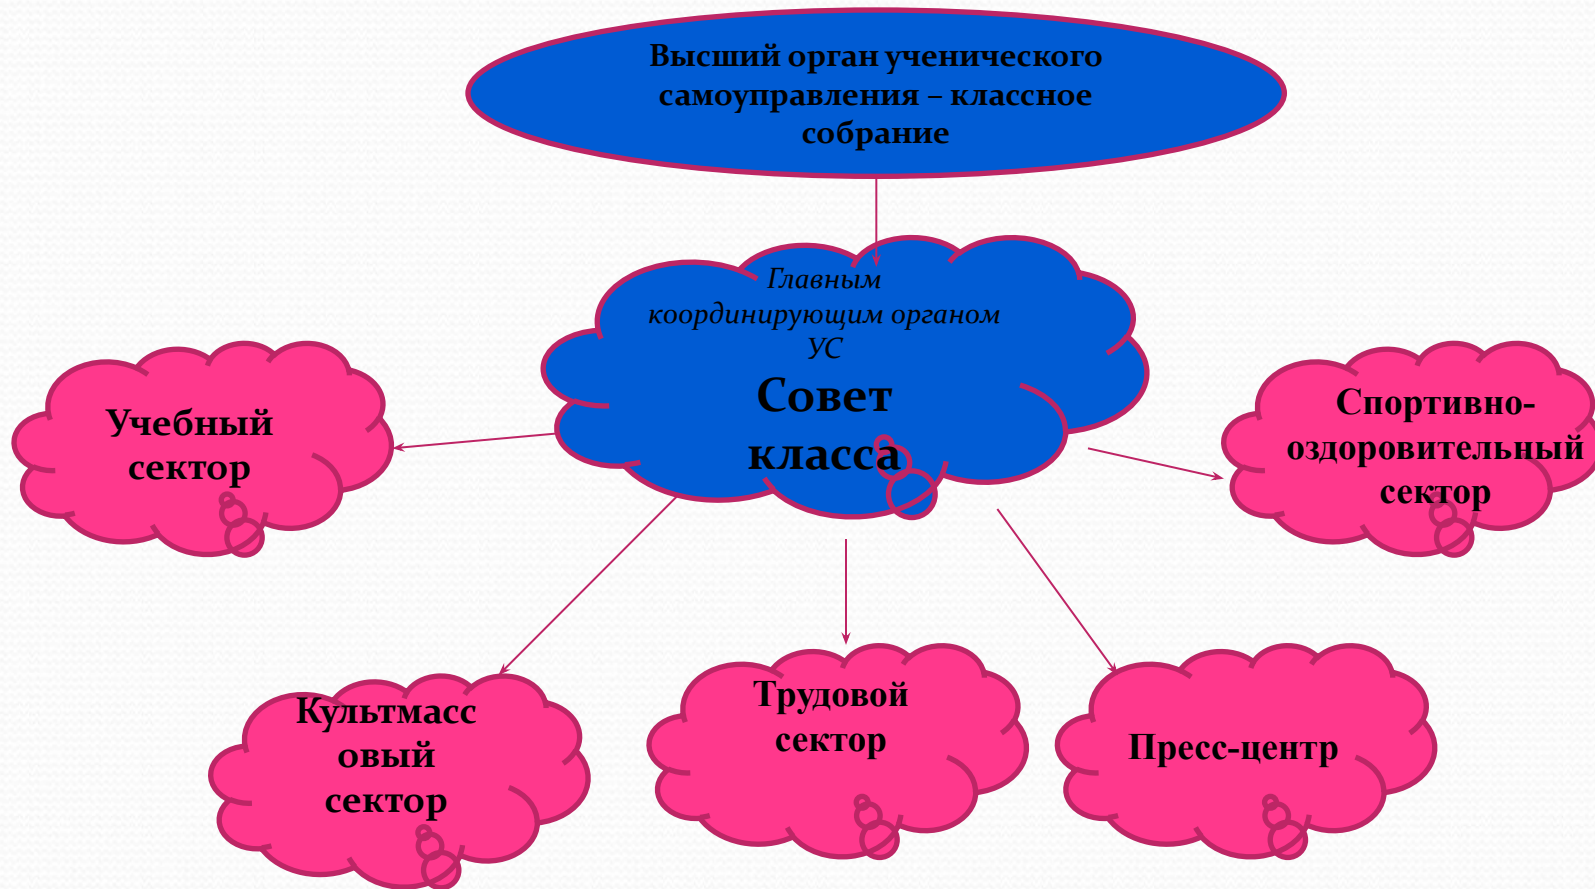 Высший орган ученического
самоуправления – классное
собрание
Главным
координирующим органом
УС
Совет
класса
Учебный
сектор
Спортивно-
оздоровительный
сектор
Культмасс
овый
сектор
Трудовой
сектор
Пресс-центр